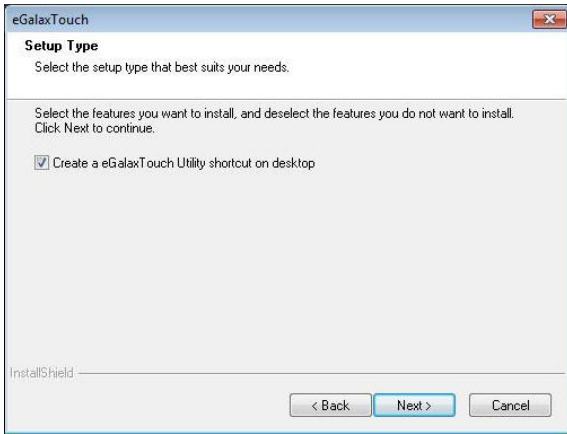 eGalaxTouch
Setup Type
Select the setup type that best suits your needs.
Select the features you want to install, and deselect the features you do not want to install.
Click Next to continue.
Create a eGalaxTouch Utility shortcut on desktop
InstallShield
< Back
Next >
Cancel